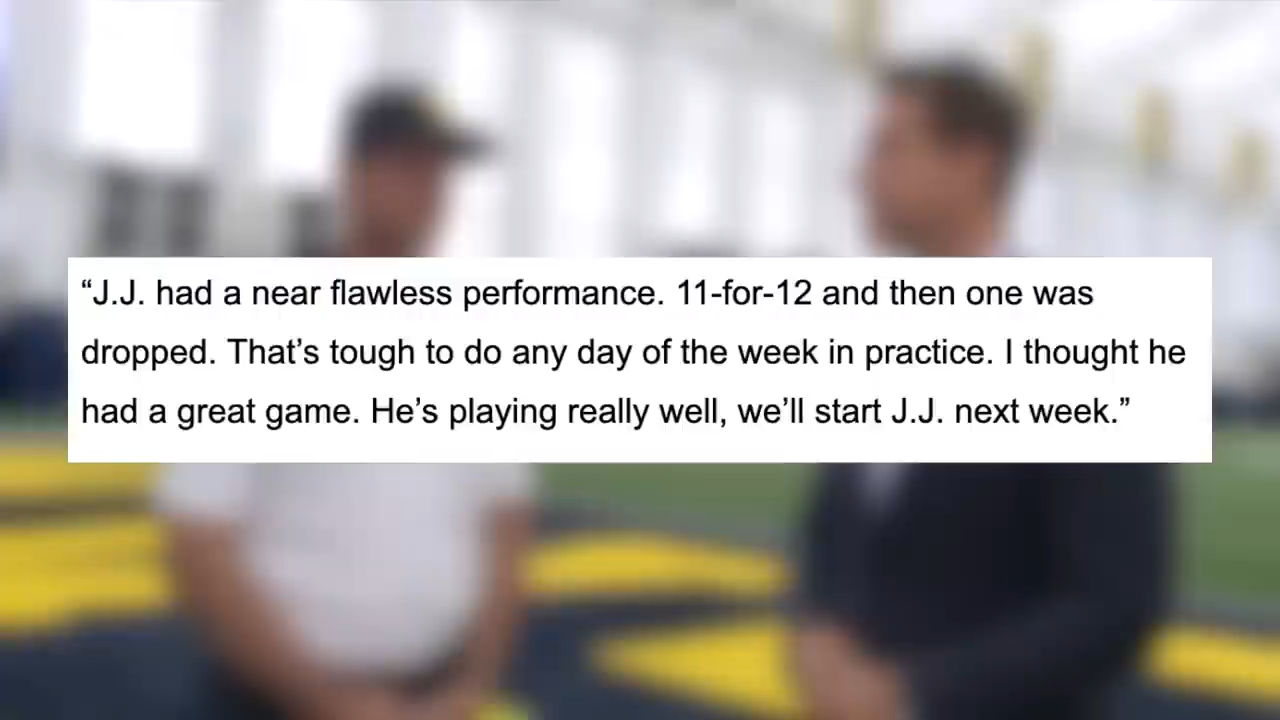 “J.J. had a near flawless performance. 11-for-12 and then one was
dropped. That’s tough to do any day of the week in practice. I thought he
had a great game. He’s playing really well, we’ll start J.J. next week.”